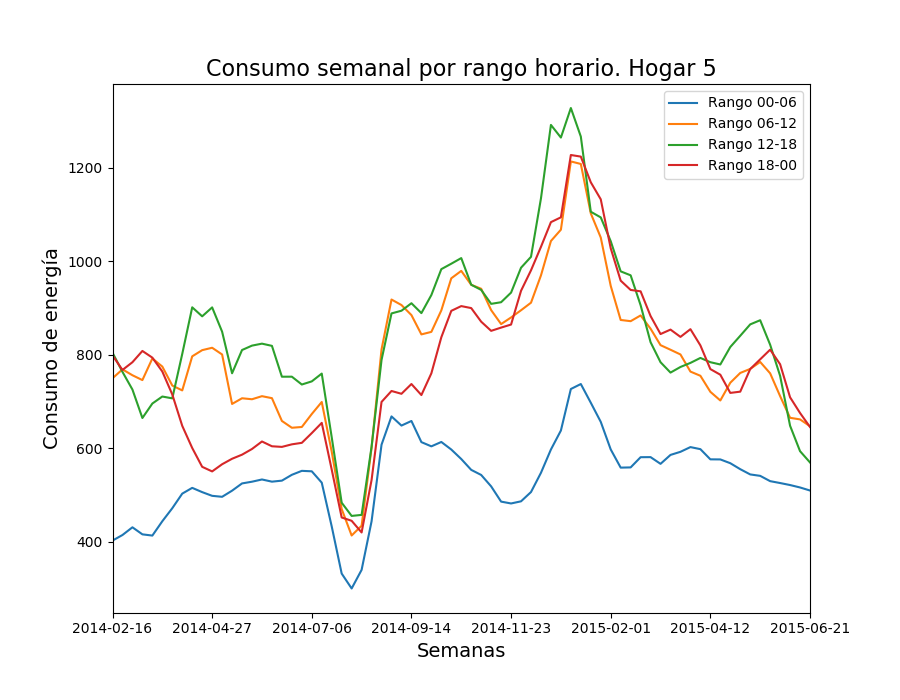 Consumo semanal por rango horario. Hogar 5
Rango 00-06
Rango 06-12
Rango 12-18
Rango 18-00
Consumo de energía
1200
1000
800
600
400
2014-02-16 2014-04-27 2014-07-06 2014-09-14 2014-11-23 2015-02-01 2015-04-12 2015-06-21
Semanas